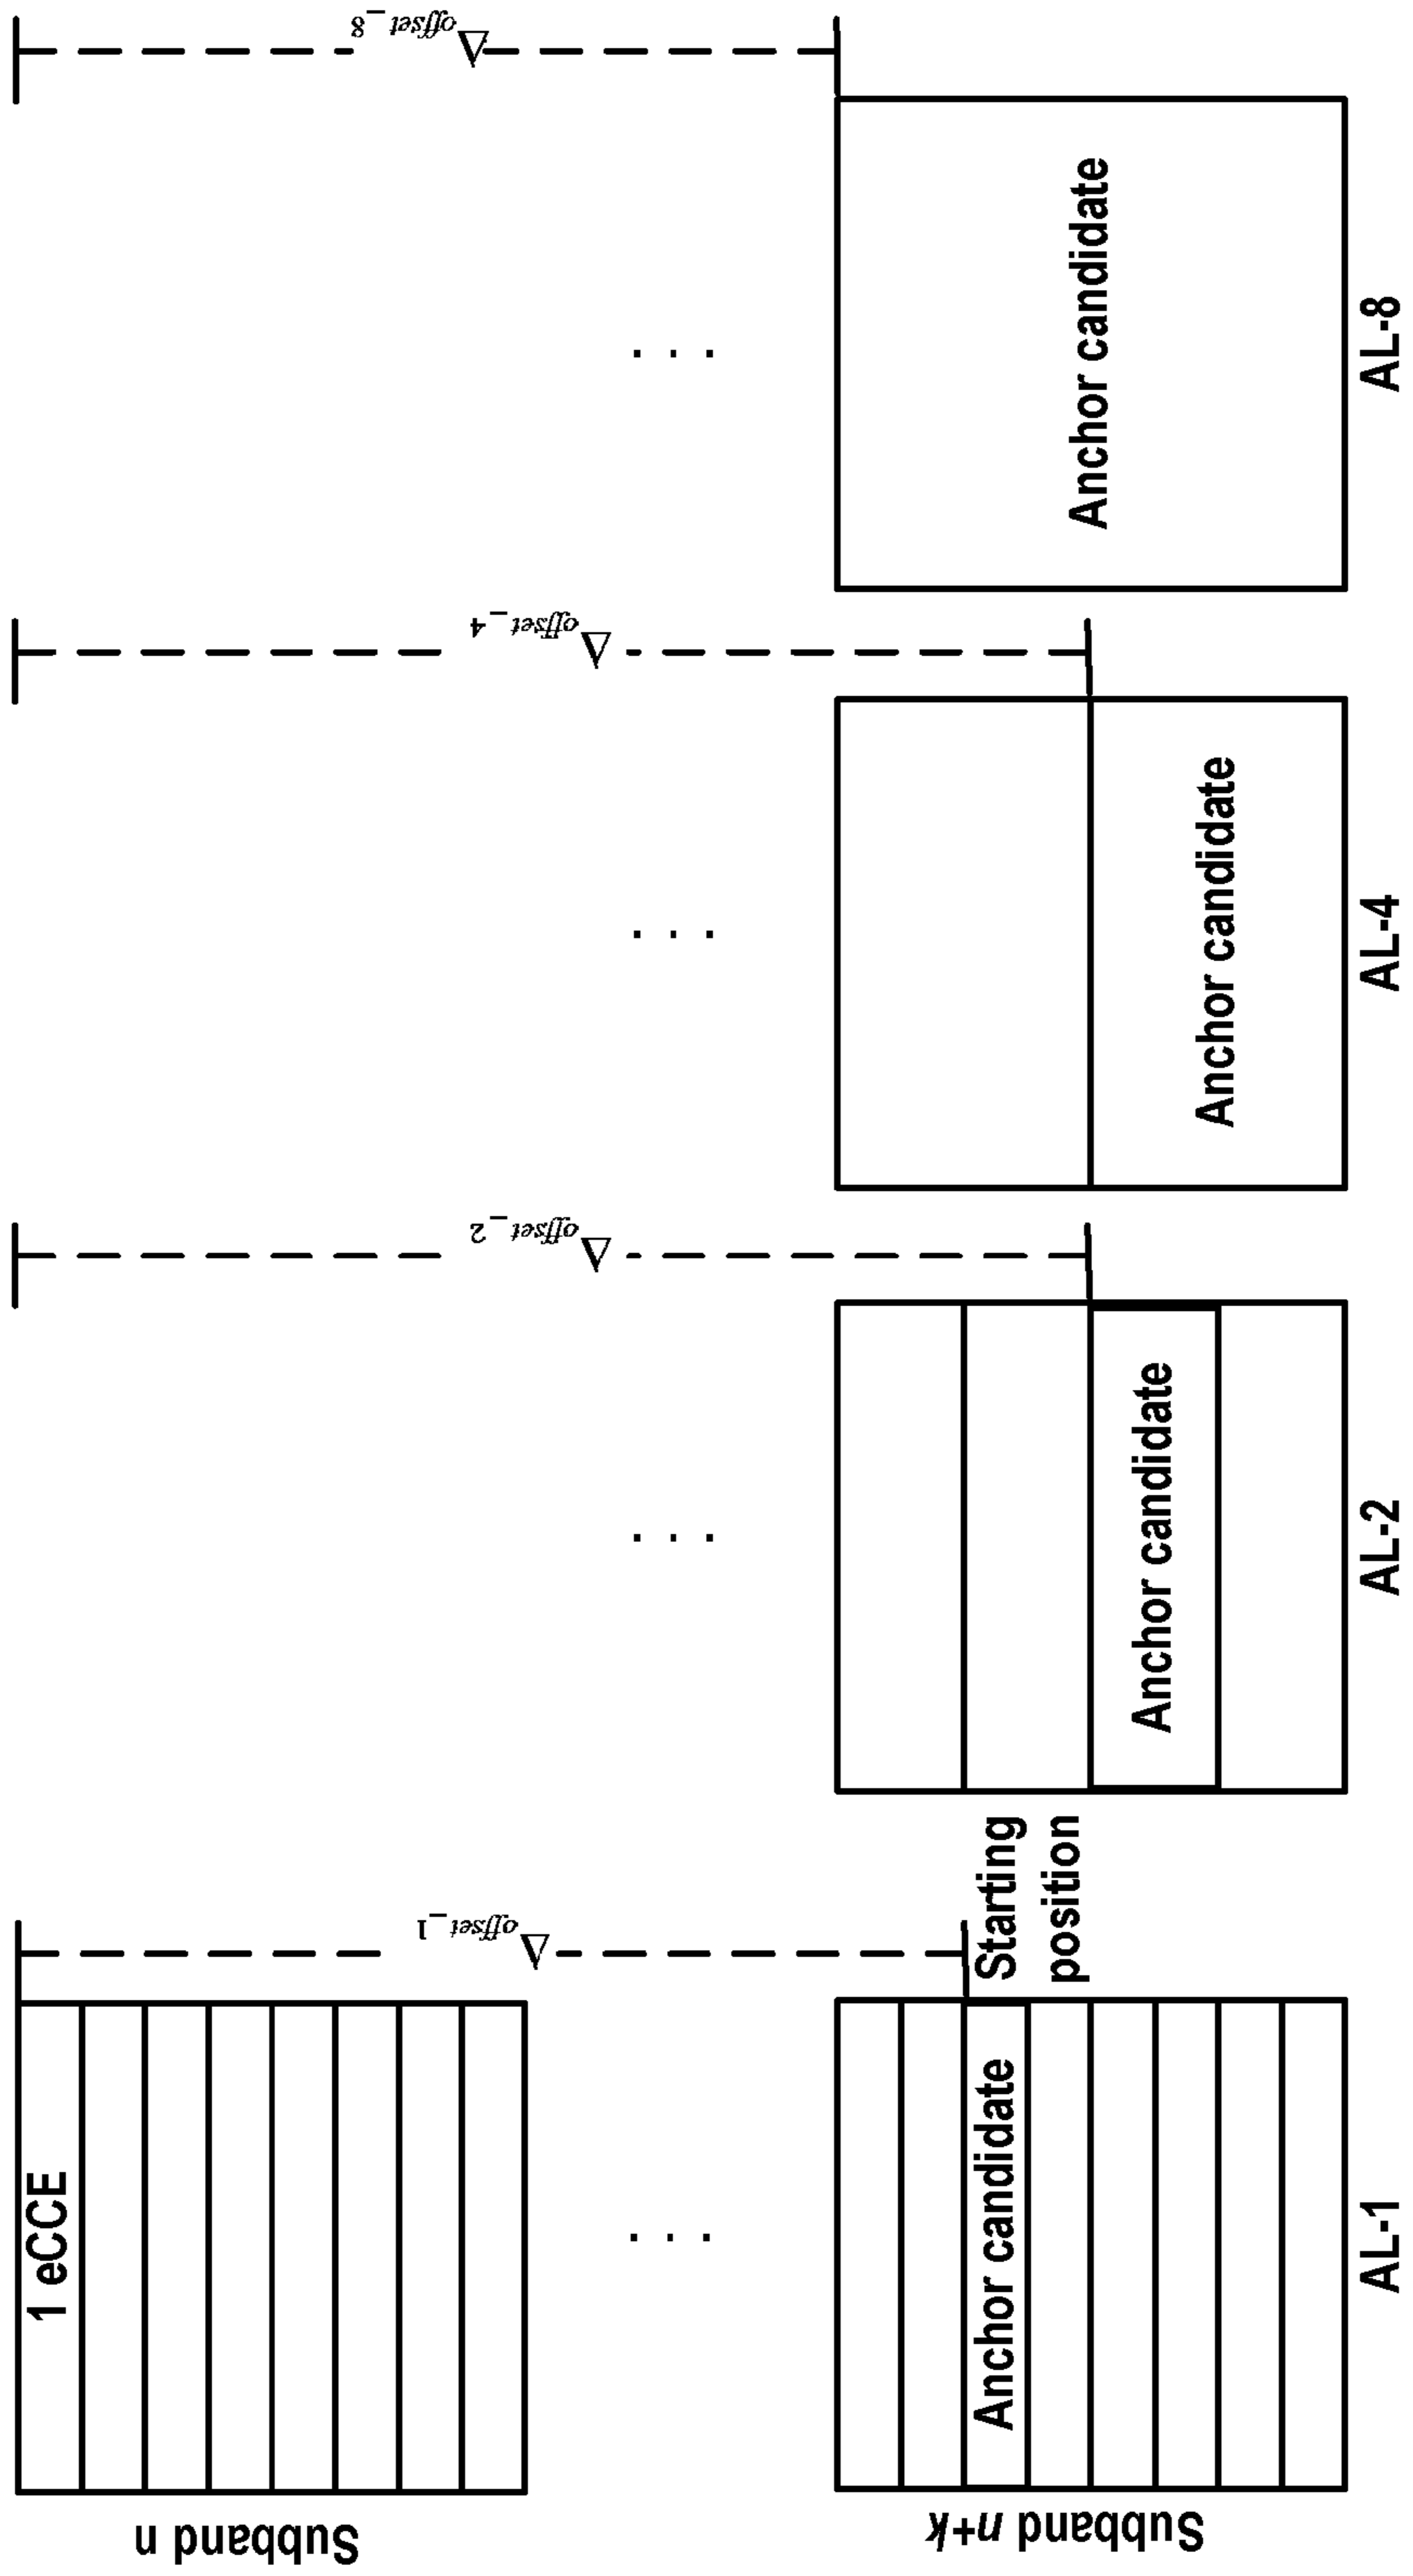 Subband n
1 eCCE
Δoffset_1
. . .
Subband n+k
Anchor candidate
Starting
position
AL-1
Δoffset_2
. . .
Anchor candidate
AL-2
Δoffset_4
. . .
Anchor candidate
AL-4
Δoffset_8
. . .
Anchor candidate
AL-8